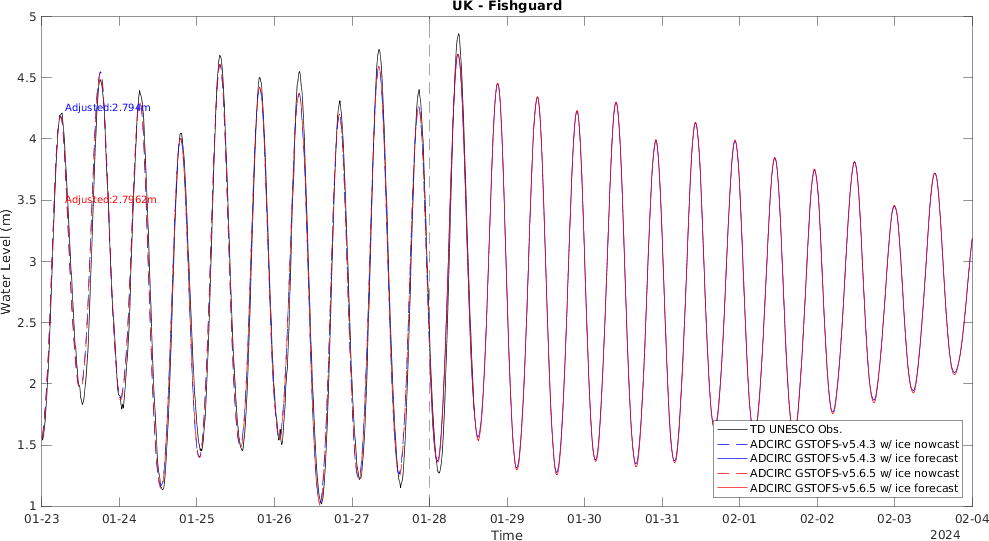 UK - Fishguard
5
4.5
4
3.5
3
2.5
2
1.5
1
Water Level (m)
Adjusted:2.794m
Adjusted:2.7962m
TD UNESCO Obs.
ADCIRC GSTOFS-v5.4.3 w/ ice nowcast
ADCIRC GSTOFS-v5.4.3 w/ ice forecast
ADCIRC GSTOFS-v5.6.5 w/ ice nowcast
ADCIRC GSTOFS-v5.6.5 w/ ice forecast
01-23 01-24 01-25 01-26 01-27 01-28 01-29 01-30 01-31 02-01 02-02 02-03 02-04
Time
2024